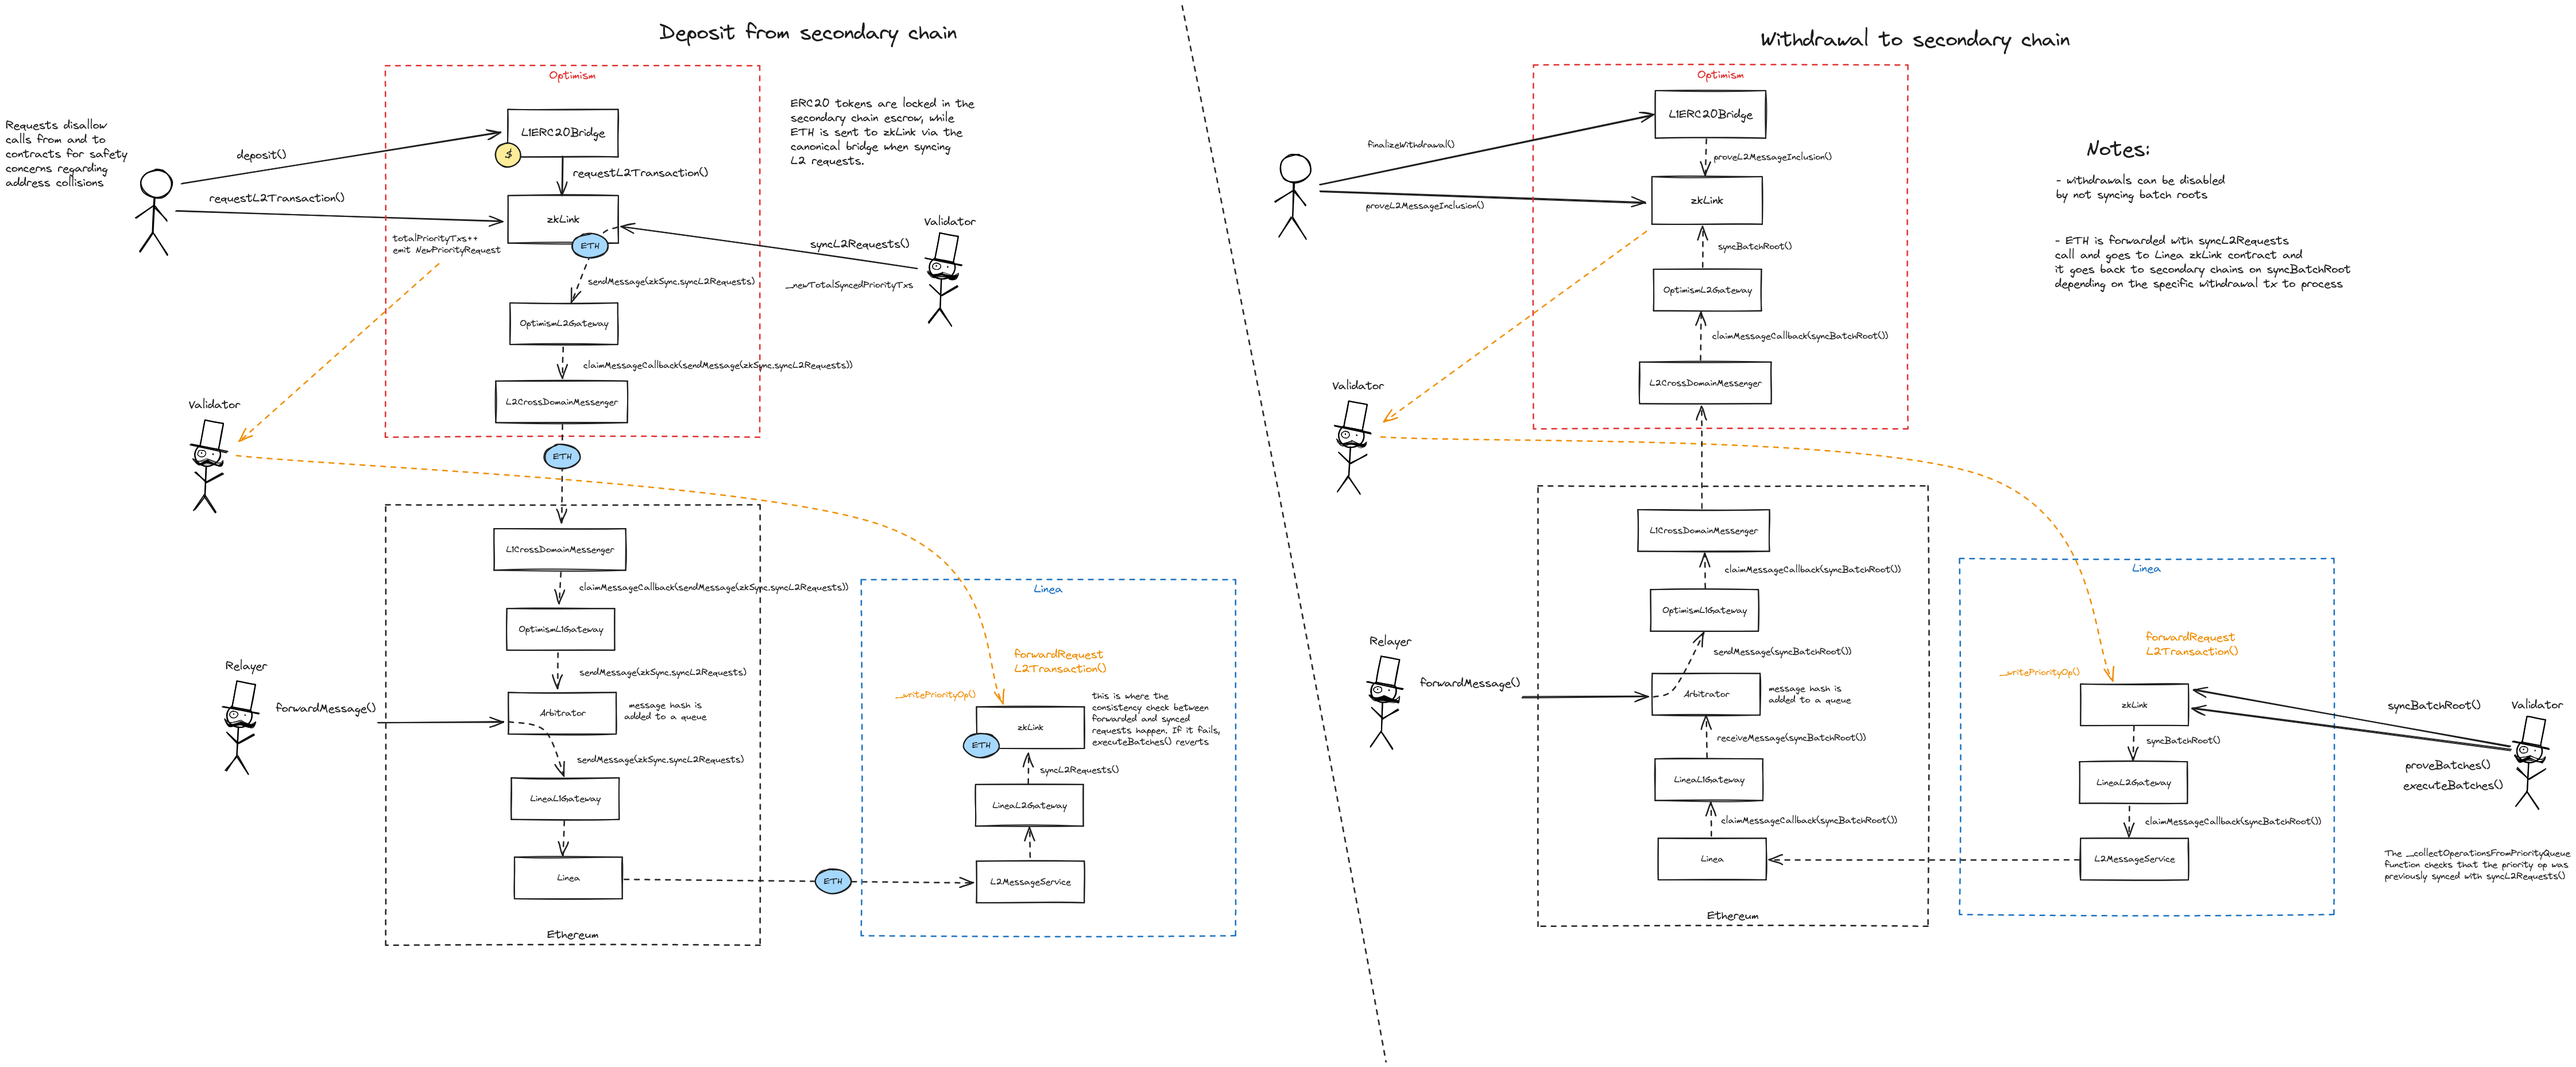 Deposit from secondary chain
Optimism
Requests disallow
calls from and to
contracts for safety
concerns regarding
address collisions
deposit()
requestL2Transaction()
L1ERC20Bridge
$
requestL2Transaction()
ERC20 tokens are locked in the
secondary chain escrow, while
ETH is sent to zkLink via the
canonical bridge when syncing
L2 requests.
zkLink
ETH
totalPriorityTxs++
emit NewPriorityRequest
Validator
syncL2Requests()
_newTotalSyncedPriorityTxs
sendMessage(zkSync.syncL2Requests)
OptimismL2Gateway
claimMessageCallback(sendMessage(zkSync.syncL2Requests))
L2CrossDomainMessenger
Validator
ETH
L1CrossDomainMessenger
claimMessageCallback(sendMessage(zkSync.syncL2Requests))
OptimismL1Gateway
sendMessage(zkSync.syncL2Requests)
Relayer
forwardMessage()
Arbitrator
message hash is
added to a queue
sendMessage(zkSync.syncL2Requests)
LineaL1Gateway
Linea
Ethereum
ETH
Linea
forwardRequest
L2Transaction()
_writePriorityOp()
this is where the
consistency check between
forwarded and synced
requests happen. If it fails,
executeBatches() reverts
zkLink
ETH
syncL2Requests()
LineaL2Gateway
L2MessageService
Withdrawal to secondary chain
Optimism
L1ERC20Bridge
finalizeWithdrawal()
proveL2MessageInclusion()
zkLink
proveL2MessageInclusion()
syncBatchRoot()
OptimismL2Gateway
claimMessageCallback(syncBatchRoot())
L2CrossDomainMessenger
Validator
Notes:
- withdrawals can be disabled
by not syncing batch roots
- ETH is forwarded with syncL2Requests
call and goes to Linea zkLink contract and
it goes back to secondary chains on syncBatchRoot
depending on the specific withdrawal tx to process
L1CrossDomainMessenger
claimMessageCallback(syncBatchRoot())
OptimismL1Gateway
sendMessage(syncBatchRoot())
Relayer
forwardMessage()
Arbitrator
message hash is
added to a queue
receiveMessage(syncBatchRoot())
LineaL1Gateway
claimMessageCallback(syncBatchRoot())
Linea
Ethereum
Linea
forwardRequest
L2Transaction()
_writePriorityOp()
zkLink
syncBatchRoot()
LineaL2Gateway
claimMessageCallback(syncBatchRoot())
L2MessageService
syncBatchRoot()
Validator
proveBatches()
executeBatches()
The _collectOperationsFromPriorityQueue
function checks that the priority op was
previously synced with syncL2Requests()